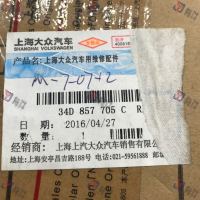 上海大众汽车
SHANGHAI VOLKSWAGEN
产品名: 上海大众汽车用维修配件
34D 857 705 C R
日期: 2016/04/27
数量: 1
经销商: 上海上汽大众汽车销售有限公司
地址: 上海安亭昌吉路188号 电话: 021-59561888 邮编